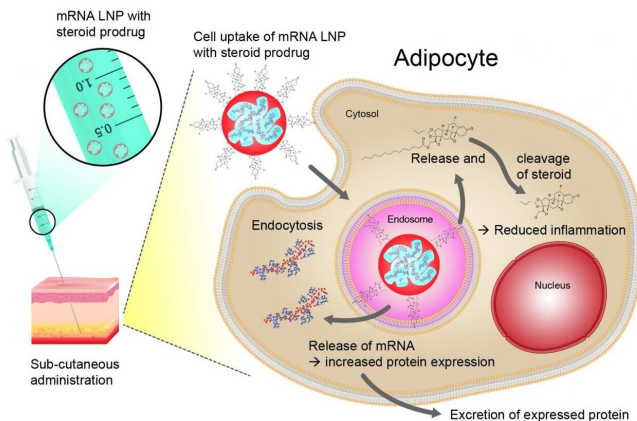 mRNA LNP with
steroid prodrug
1.0
0.5
Sub-cutaneous
administration
Cell uptake of mRNA LNP
with steroid prodrug
Adipocyte
Cytosol
Release and
cleavage
of steroid
→ Reduced inflammation
Endocytosis
Endosome
Nucleus
Release of mRNA
→ increased protein expression
Excretion of expressed protein